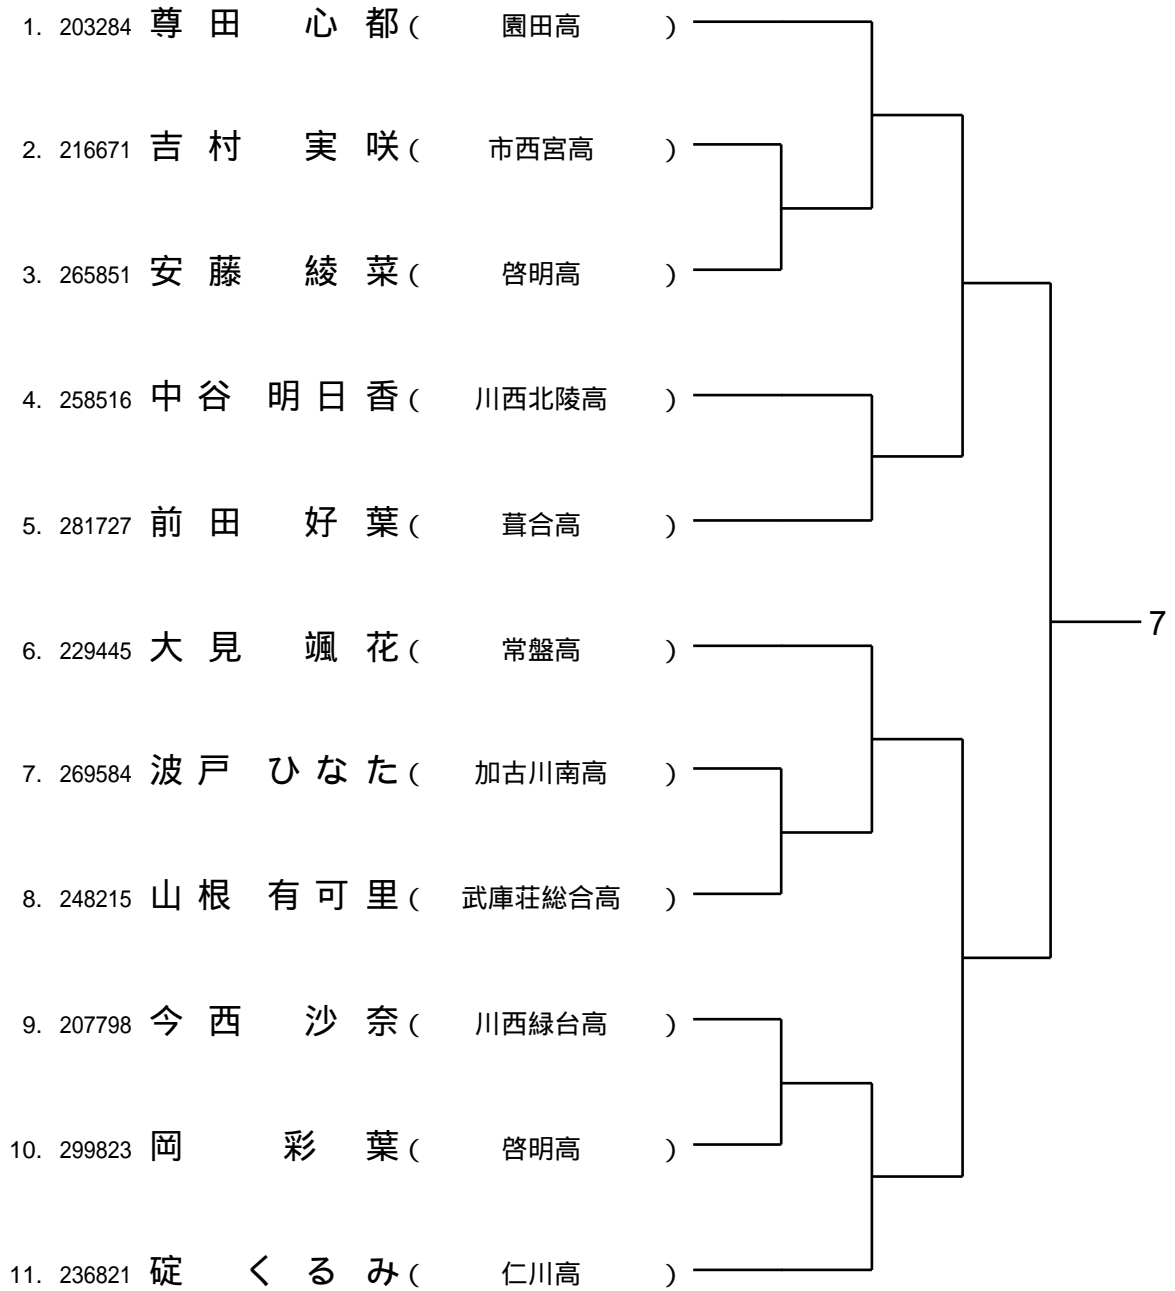 1. 203284 尊田 心都 ( 園田高 )
2. 216671 吉村 実咲 ( 市西宮高 )
3. 265851 安藤 綾菜 ( 啓明高 )
4. 258516 中谷 明日香 ( 川西北陵高 )
5. 281727 前田 好葉 ( 葺合高 )
7
6. 229445 大見 颯花 ( 常盤高 )
7. 269584 波戸 ひなた ( 加古川南高 )
8. 248215 山根 有可里 ( 武庫荘総合高 )
9. 207798 今西 沙奈 ( 川西緑台高 )
10. 299823 岡 彩葉 ( 啓明高 )
11. 236821 碇 くるみ ( 仁川高 )